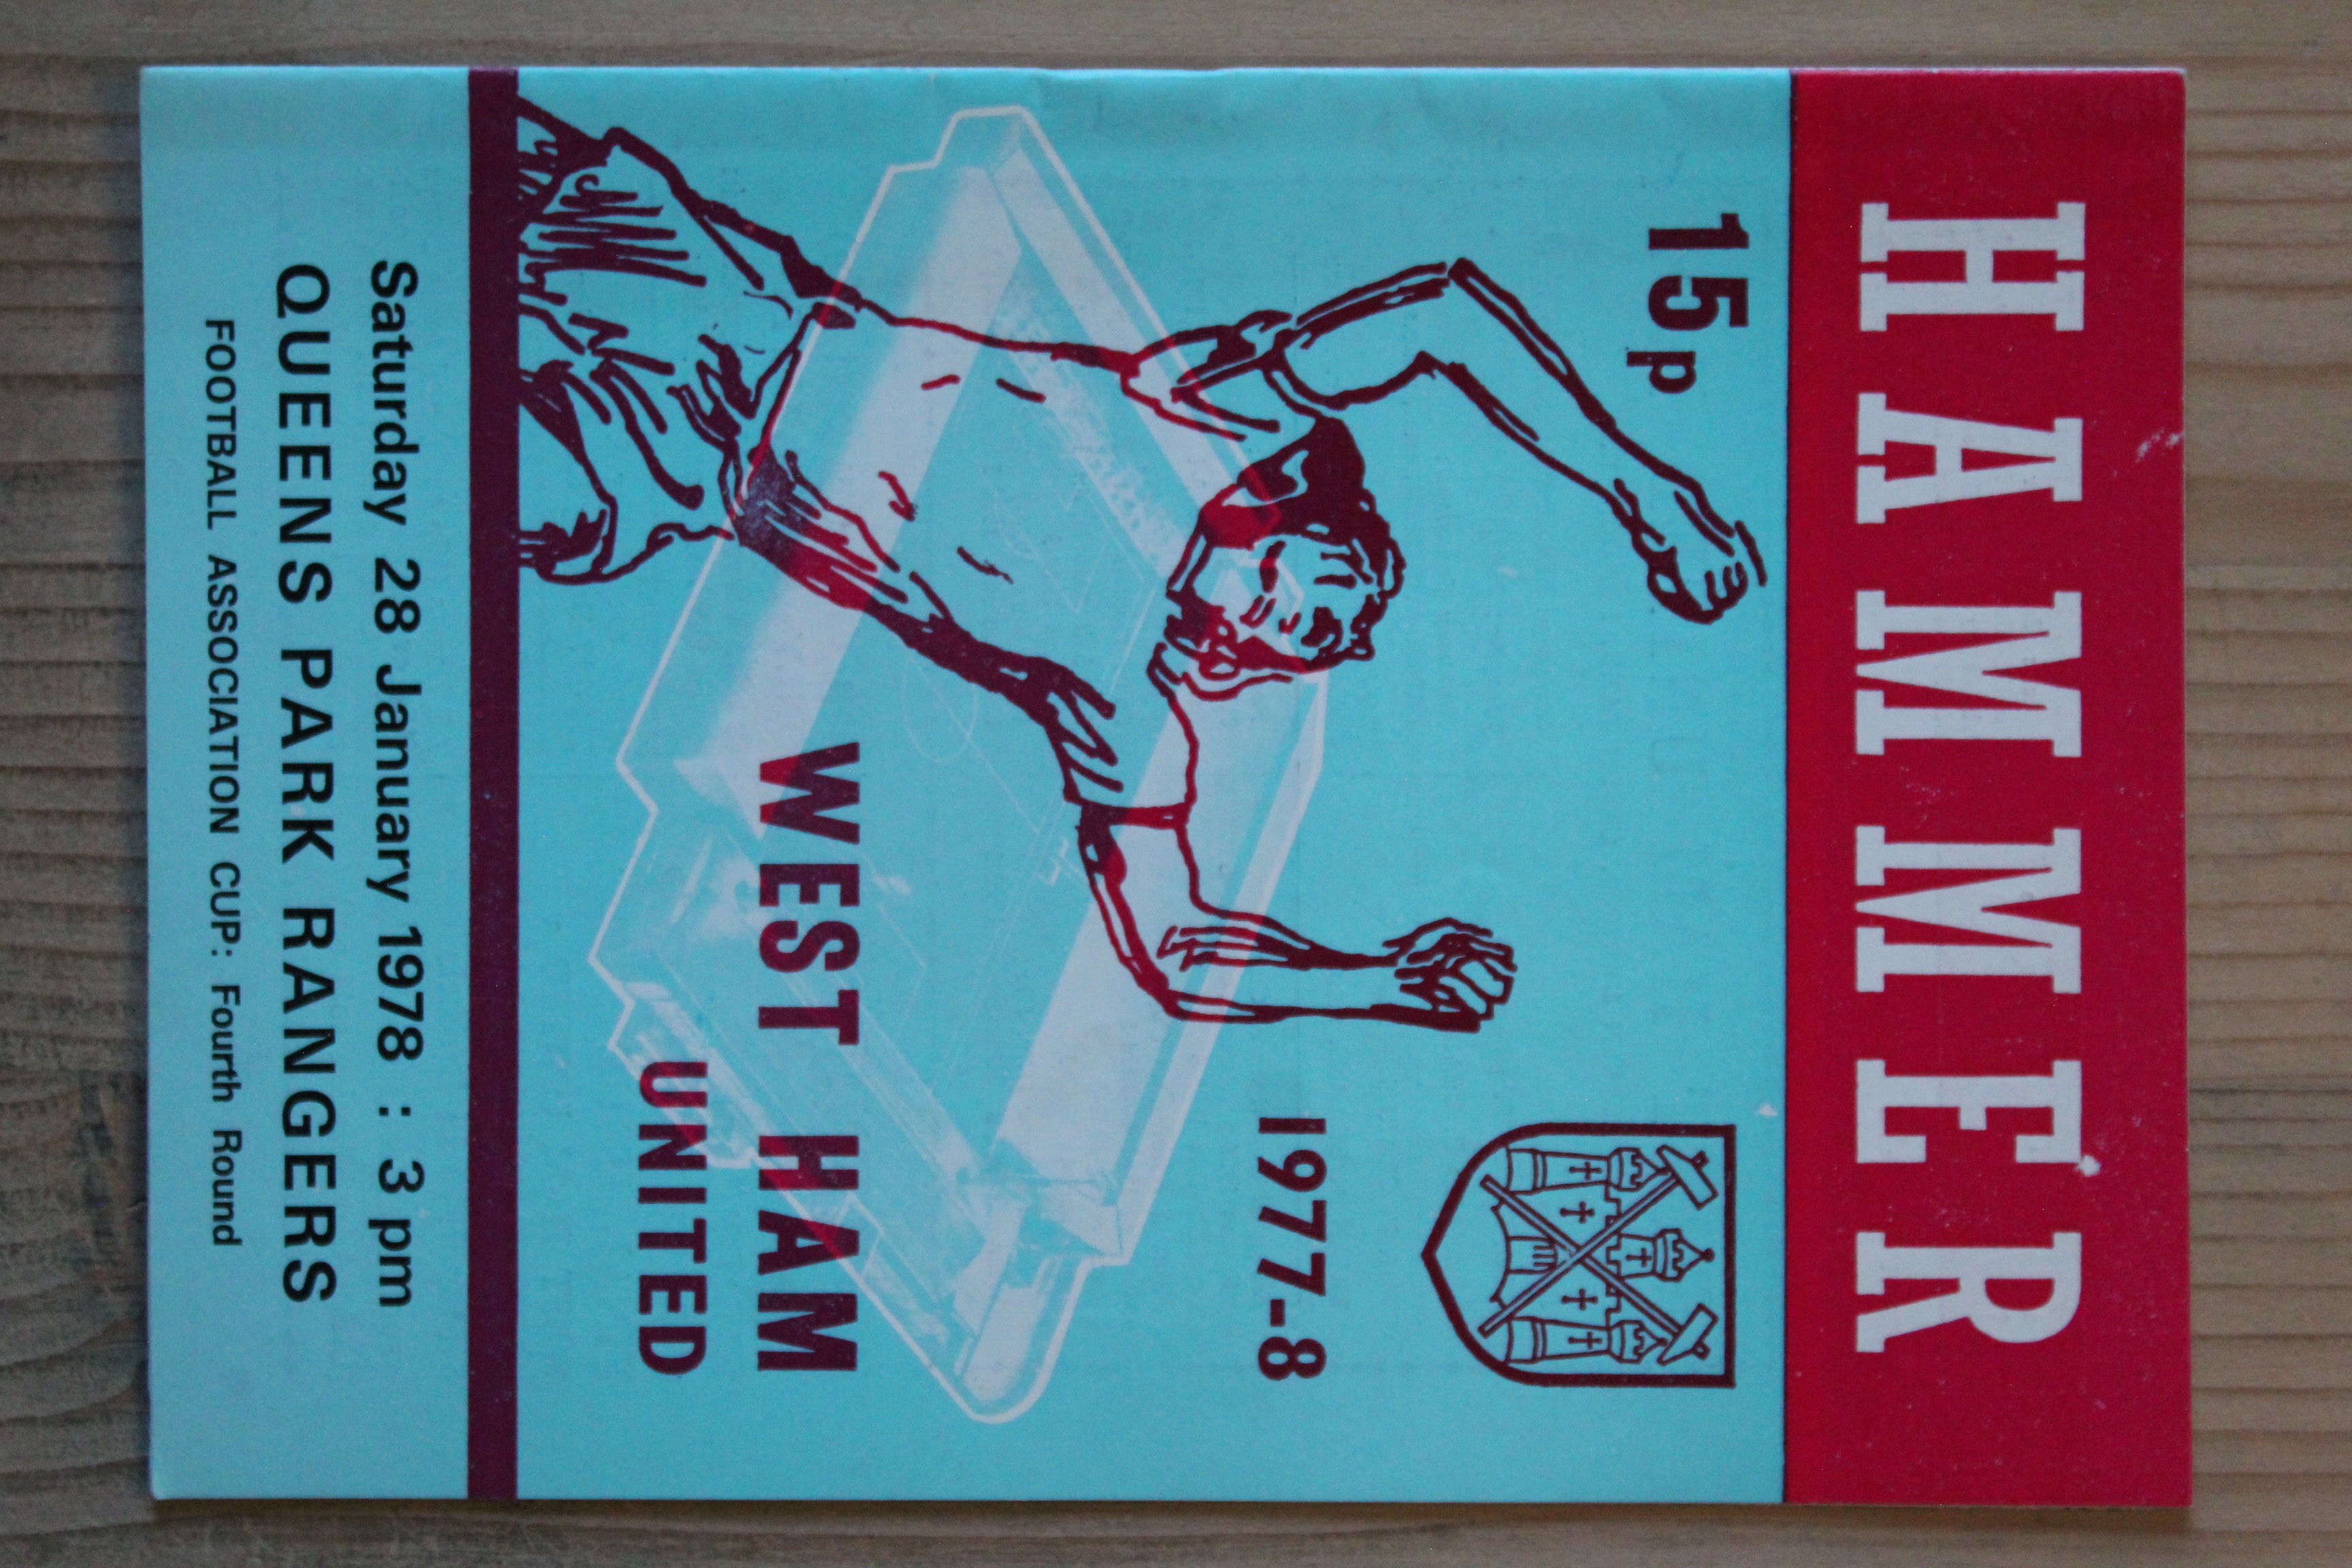 HAMMER
15p
1977-8
WEST HAM
UNITED
Saturday 28 January 1978 : 3 pm
QUEENS PARK RANGERS
FOOTBALL ASSOCIATION CUP: Fourth Round